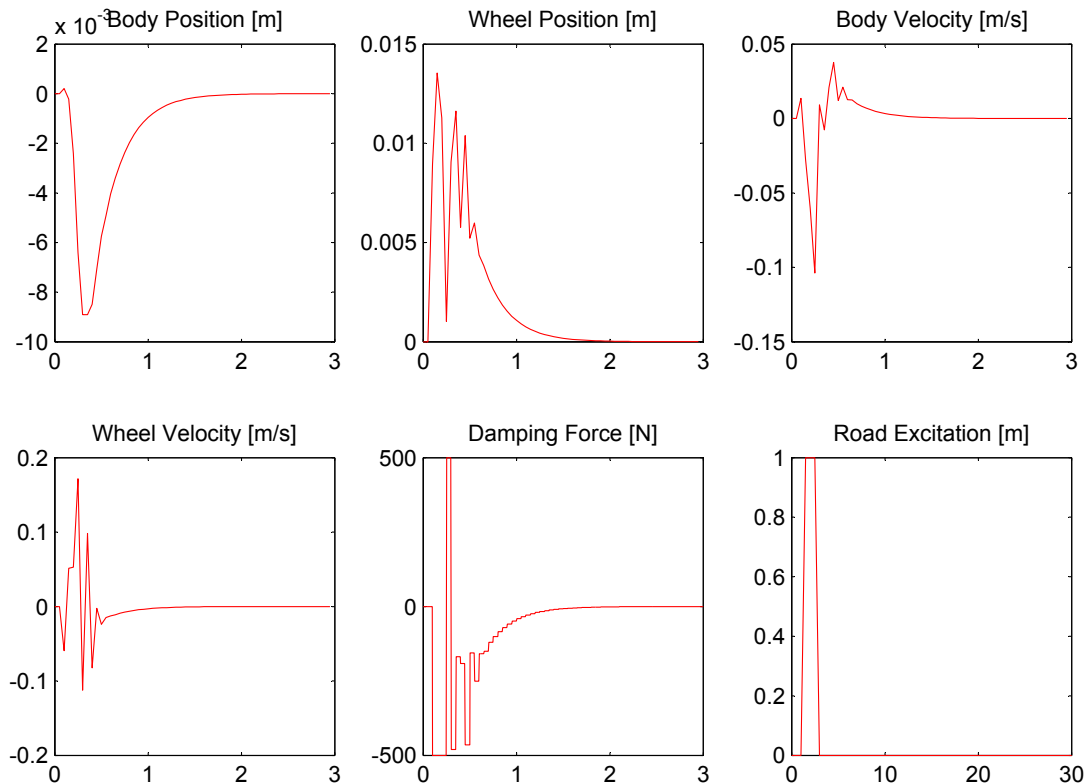 Body Position [m]
x 10-3
2
0
-2
-4
-6
-8
-10
0 1 2 3
Wheel Position [m]
0.015
0.01
0.005
0
0 1 2 3
Body Velocity [m/s]
0.05
0
-0.05
-0.1
-0.15
0 1 2 3
Wheel Velocity [m/s]
0.2
0.1
0
-0.1
-0.2
0 1 2 3
Damping Force [N]
500
0
-500
0 1 2 3
Road Excitation [m]
1
0.8
0.6
0.4
0.2
0
0 10 20 30